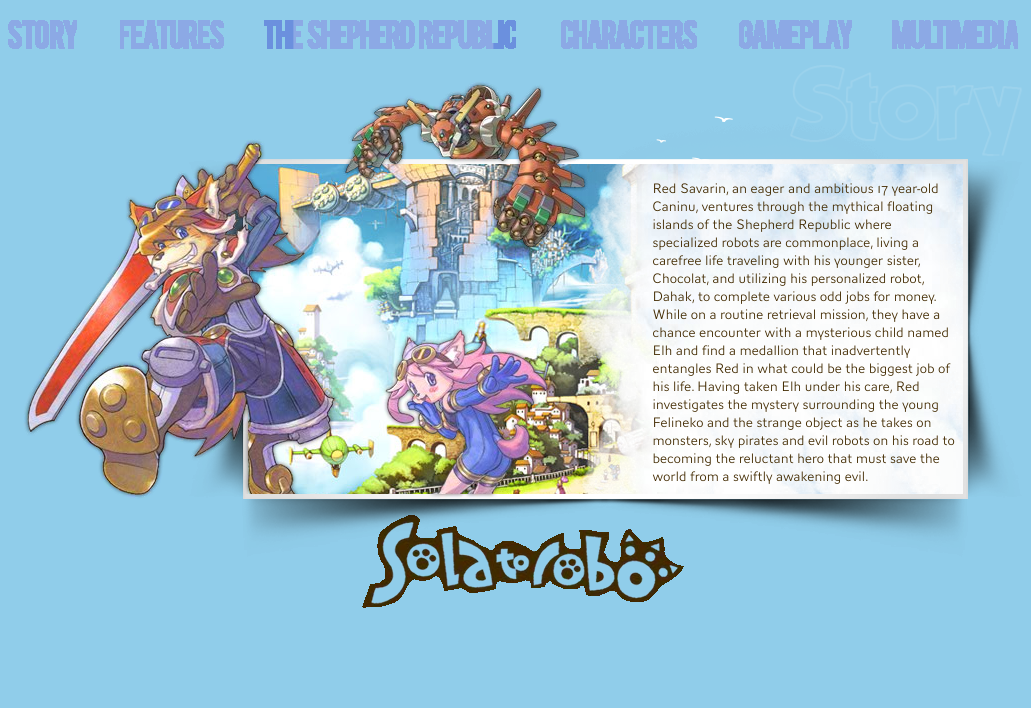 STORY FEATURES THE SHEPHERD REPUBLIC CHARACTERS GAMEPLAY MULTIMEDIA
Story
Red Savarin, an eager and ambitious 17 year-old
Caninu, ventures through the mythical floating
islands of the Shepherd Republic where
specialized robots are commonplace, living a
carefree life traveling with his younger sister,
Chocolat, and utilizing his personalized robot,
Dahak, to complete various odd jobs for money.
While on a routine retrieval mission, they have a
chance encounter with a mysterious child named
Elh and find a medallion that inadvertently
entangles Red in what could be the biggest job of
his life. Having taken Elh under his care, Red
investigates the mystery surrounding the young
Felineko and the strange object as he takes on
monsters, sky pirates and evil robots on his road to
becoming the reluctant hero that must save the
world from a swiftly awakening evil.
Solatorobo